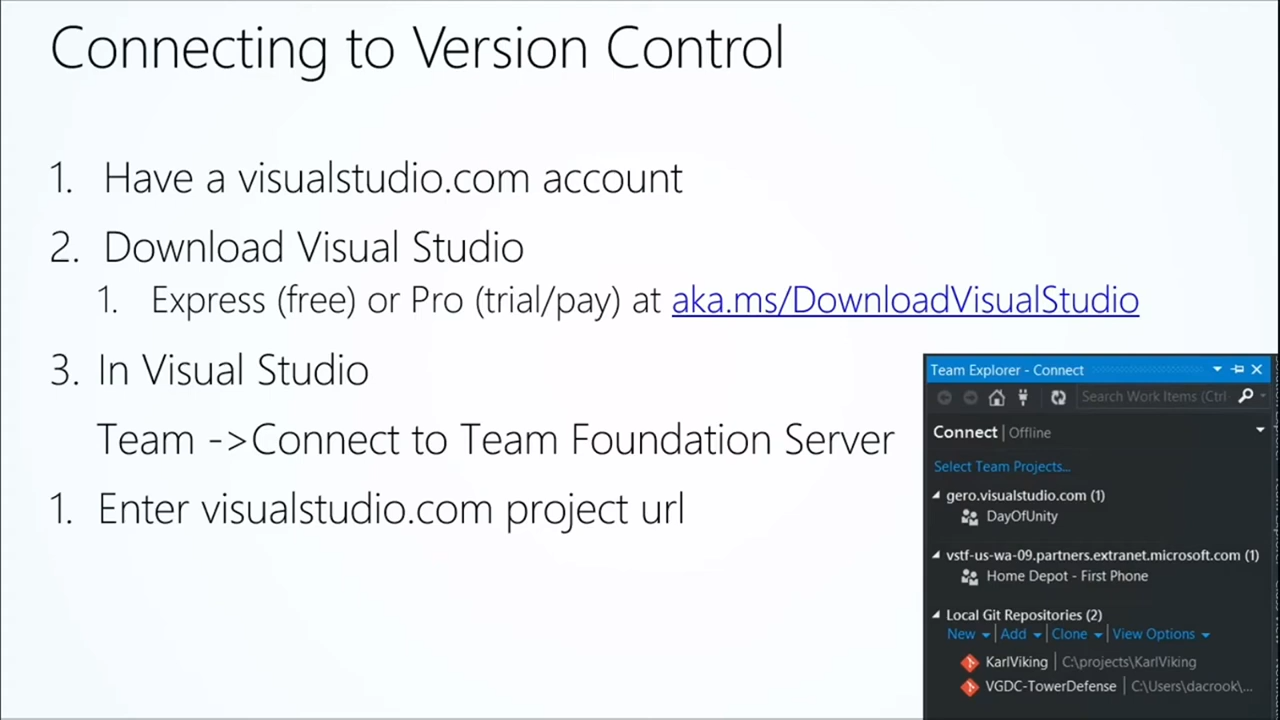 Connecting to Version Control
1. Have a visualstudio.com account
2. Download Visual Studio
1. Express (free) or Pro (trial/pay) at aka.ms/DownloadVisualStudio
3. In Visual Studio
Team ->Connect to Team Foundation Server
1. Enter visualstudio.com project url
Team Explorer - Connect
Search Work Items (Ctrl
Connect | Offline
Select Team Projects...
gero.visualstudio.com (1)
DayOfUnity
vstf-us-wa-09.partners.extranet.microsoft.com (1)
Home Depot - First Phone
Local Git Repositories (2)
New | Add | Clone | View Options
KarlViking | C:\projects\KarlViking
VGDC-TowerDefense | C:\Users\dacrook\...